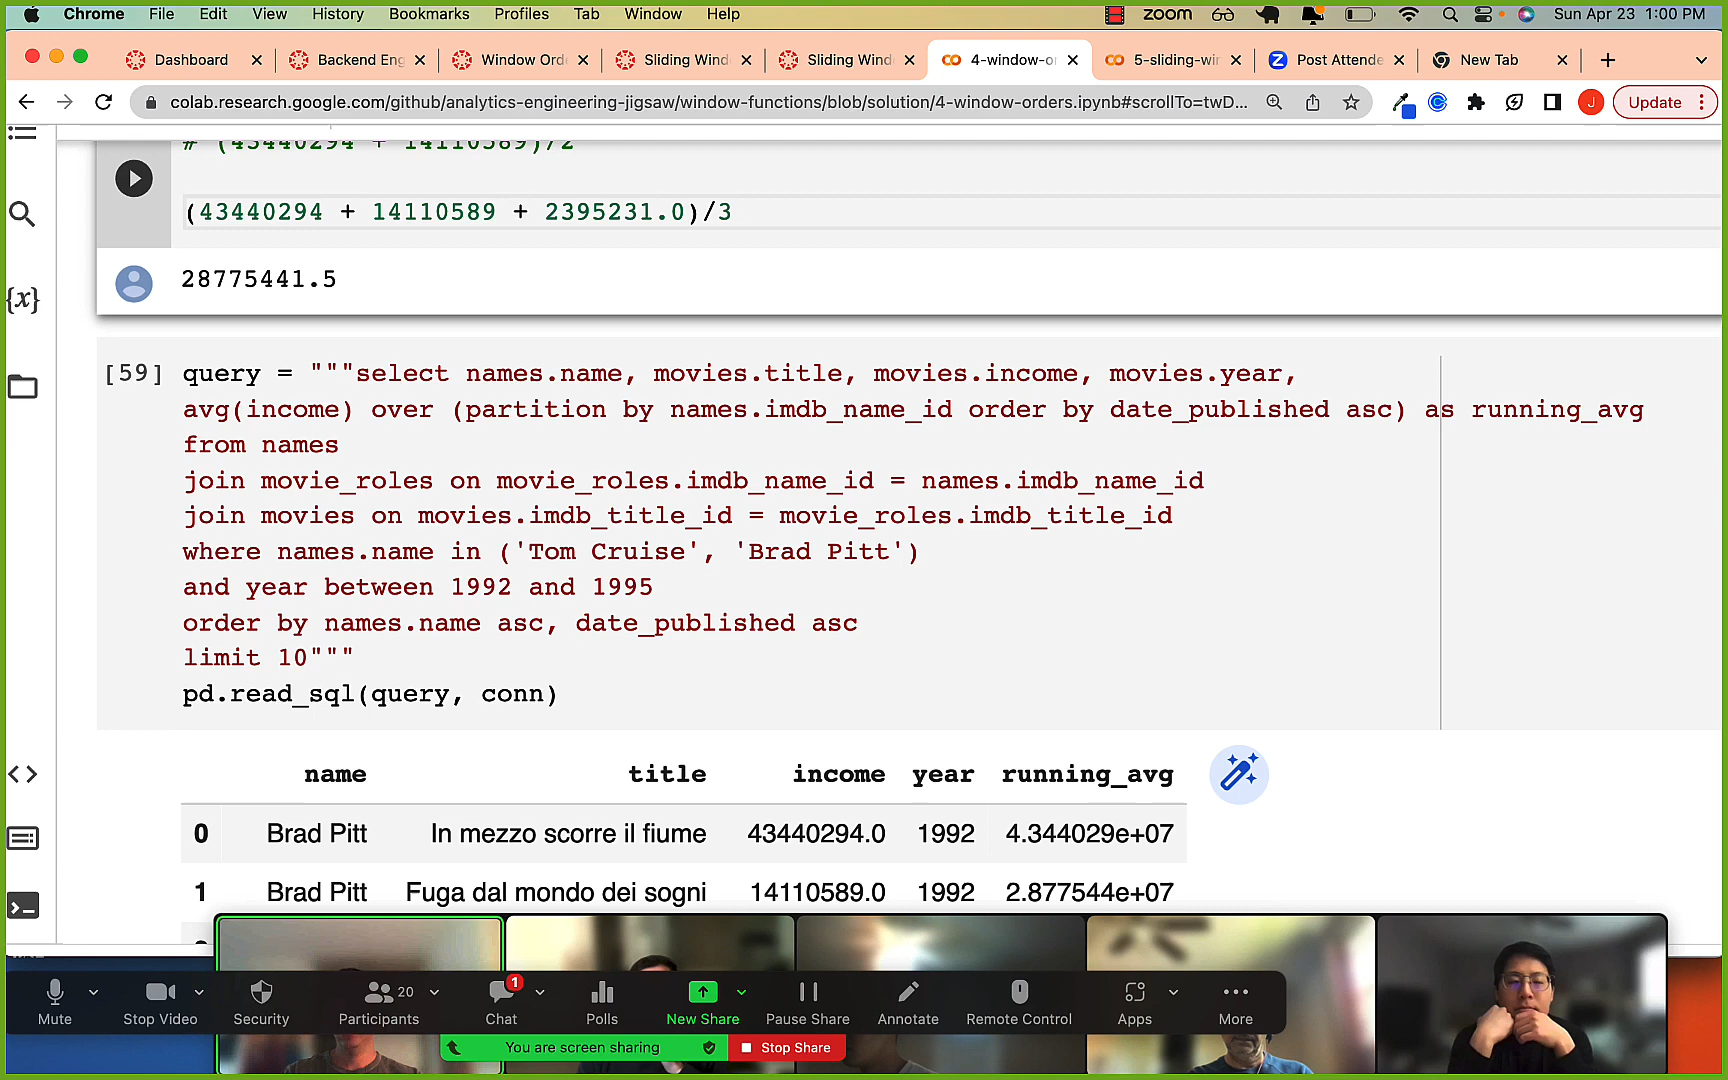 Chrome File Edit View History Bookmarks Profiles Tab Window Help zoom Sun Apr 23 1:00 PM
Dashboard Backend Eng Window Ord Sliding Wind Sliding Wind 4-window-or 5-sliding-wi Post Attende New Tab
colab.research.google.com/github/analytics-engineering-jigsaw/window-functions/blob/solution/4-window-orders.ipynb#scrollTo=twD... J Update
# (43440294 + 14110589)/2
(43440294 + 14110589 + 2395231.0)/3
28775441.5
{x}
[59] query = """select names.name, movies.title, movies.income, movies.year,
avg(income) over (partition by names.imdb_name_id order by date_published asc) as running_avg
from names
join movie_roles on movie_roles.imdb_name_id = names.imdb_name_id
join movies on movies.imdb_title_id = movie_roles.imdb_title_id
where names.name in ('Tom Cruise', 'Brad Pitt')
and year between 1992 and 1995
order by names.name asc, date_published asc
limit 10"""
pd.read_sql(query, conn)
name title income year running_avg
0 Brad Pitt In mezzo scorre il fiume 43440294.0 1992 4.344029e+07
1 Brad Pitt Fuga dal mondo dei sogni 14110589.0 1992 2.877544e+07
20 1
Mute Stop Video Security Participants Chat Polls New Share Pause Share Annotate Remote Control Apps More
You are screen sharing Stop Share